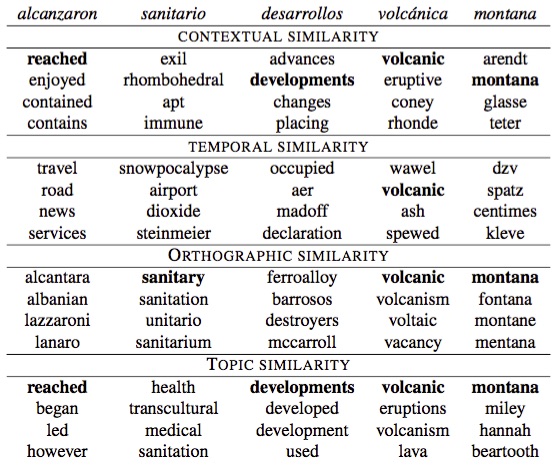 alcanzaron sanitario desarrollos volcánica montana
CONTEXTUAL SIMILARITY
reached exil advances volcanic arendt
enjoyed rhombohedral developments eruptive montana
contained apt changes coney glasse
contains immune placing rhonde teter
TEMPORAL SIMILARITY
travel snowpocalypse occupied wawel dzv
road airport aer volcanic spatz
news dioxide madoff ash centimes
services steinmeier declaration spewed kleve
ORTHOGRAPHIC SIMILARITY
alcantara sanitary ferroalloy volcanic montana
albanian sanitation barrosos volcanism fontana
lazzaroni unitario destroyers voltaic montane
lanaro sanitarium mccarroll vacancy mentana
TOPIC SIMILARITY
reached health developments volcanic montana
began transcultural developed eruptions miley
led medical development volcanism hannah
however sanitation used lava beartooth